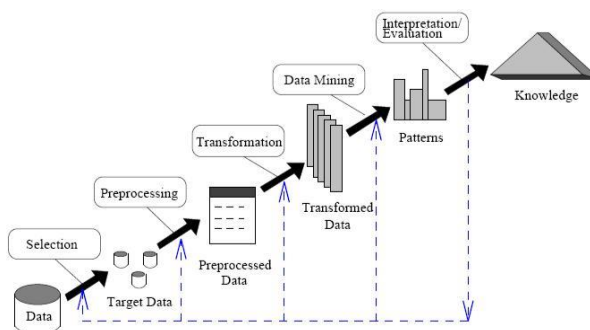 Interpretation/
Evaluation
Data Mining
Knowledge
Transformation
Patterns
Preprocessing
Transformed
Data
Selection
Preprocessed
Data
Data
Target Data